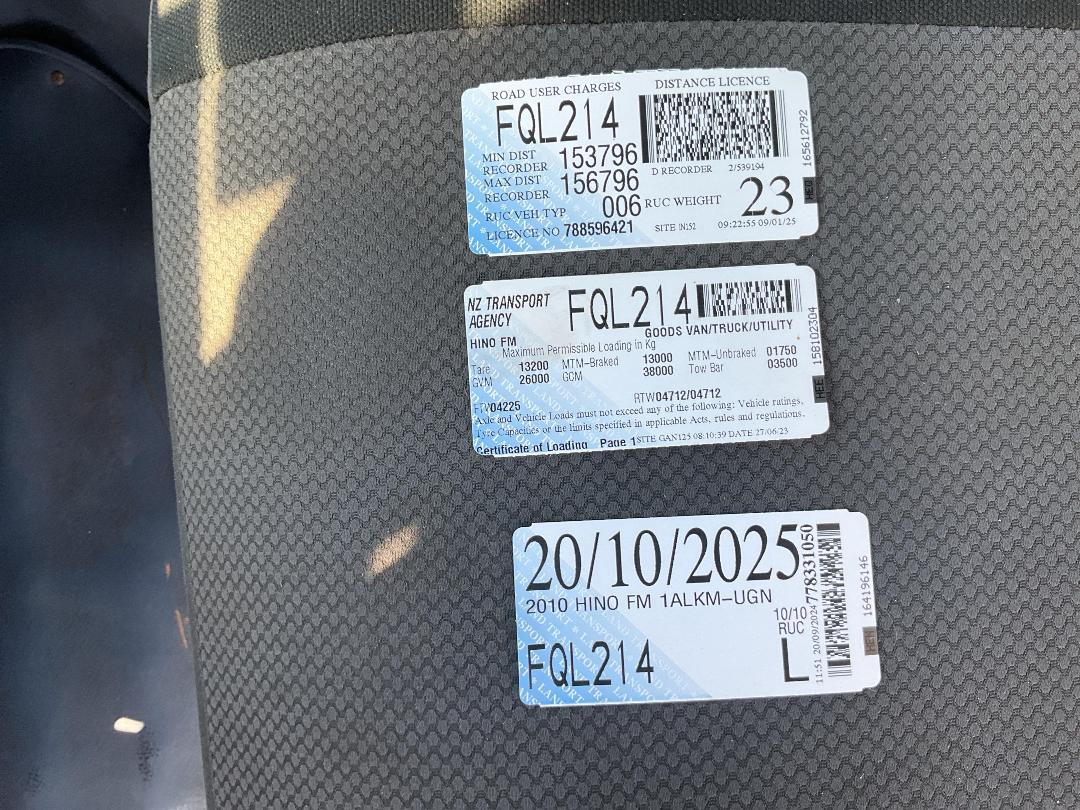 ROAD USER CHARGES DISTANCE LICENCE
FQL214
MIN DIST RECORDER 153796
D RECORDER 2/539194
MAX DIST RECORDER 156796
RUC VEH TYP 006 RUC WEIGHT 23
LICENCE NO 788596421 SITE IN152 09:22:55 09/01/25
165612792
NZ TRANSPORT AGENCY FQL214
GOODS VAN/TRUCK/UTILITY
HINO FM
Maximum Permissible Loading in Kg
Tare 13200 MTM-Braked 13000 MTM-Unbraked 01750
GVM 26000 GCM 38000 Tow Bar 03500
RTW04712/04712
FTW04225
Axle and Vehicle Loads must not exceed any of the following: Vehicle ratings,
Tyre Capacities or the limits specified in applicable Acts, rules and regulations.
Certificate of Loading Page 1 SITE GAN125 08:10:39 DATE 27/06/23
158102304
20/10/2025
2010 HINO FM 1ALKM-UGN
10/10
RUC
FQL214 L
11:51 20/09/2024 778331050
164196146